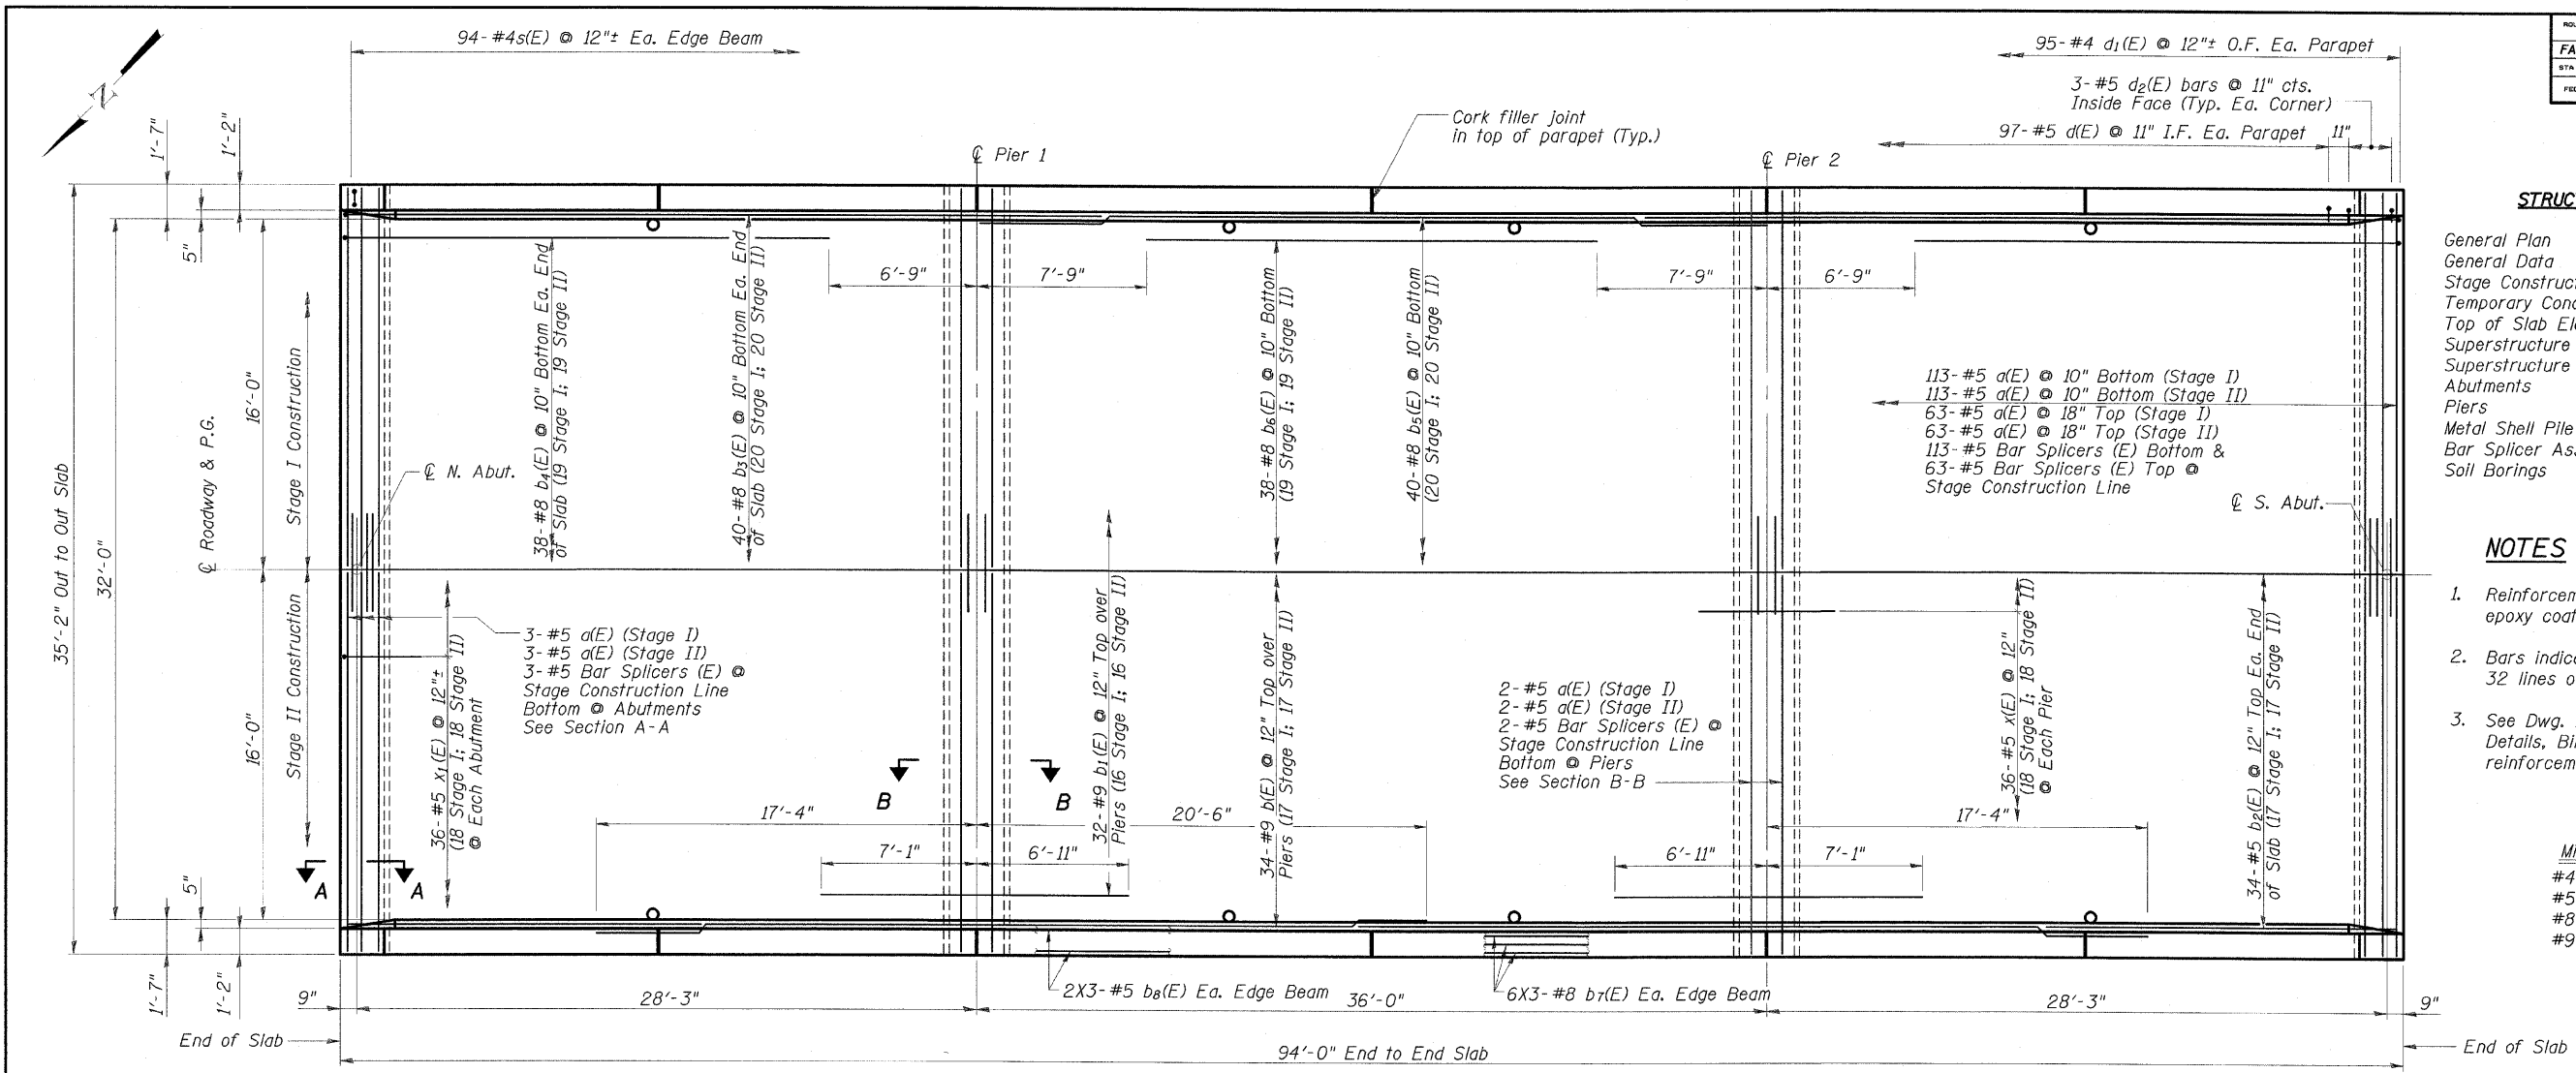 94-#4s(E) @ 12"± Ea. Edge Beam
95-#4 d1(E) @ 12"± O.F. Ea. Parapet
3-#5 d2(E) bars @ 11" cts.
Inside Face (Typ. Ea. Corner)
97-#5 d(E) @ 11" I.F. Ea. Parapet
11"
ROU
FA
STA
FED
N
Cork filler joint
in top of parapet (Typ.)
℄ Pier 1
℄ Pier 2
1'-7"
1'-2"
5"
35'-2" Out to Out Slab
32'-0"
℄ Roadway & P.G.
16'-0"
Stage I Construction
16'-0"
Stage II Construction
℄ N. Abut.
38-#8 b4(E) @ 10" Bottom Ea. End
of Slab (19 Stage I; 19 Stage II)
40-#8 b3(E) @ 10" Bottom Ea. End
of Slab (20 Stage I; 20 Stage II)
6'-9"
7'-9"
38-#8 b6(E) @ 10" Bottom
(19 Stage I; 19 Stage II)
40-#8 b5(E) @ 10" Bottom
(20 Stage I; 20 Stage II)
7'-9"
6'-9"
113-#5 a(E) @ 10" Bottom (Stage I)
113-#5 a(E) @ 10" Bottom (Stage II)
63-#5 a(E) @ 18" Top (Stage I)
63-#5 a(E) @ 18" Top (Stage II)
113-#5 Bar Splicers (E) Bottom &
63-#5 Bar Splicers (E) Top @
Stage Construction Line
℄ S. Abut.
STRUC
General Plan
General Data
Stage Construct
Temporary Conc
Top of Slab Ele
Superstructure
Superstructure
Abutments
Piers
Metal Shell Pile
Bar Splicer Ass
Soil Borings
NOTES
1. Reinforcem
epoxy coat
2. Bars indica
32 lines o
3. See Dwg.
Details, Bil
reinforcem
36-#5 x1(E) @ 12"±
(18 Stage I; 18 Stage II)
@ Each Abutment
3-#5 a(E) (Stage I)
3-#5 a(E) (Stage II)
3-#5 Bar Splicers (E) @
Stage Construction Line
Bottom @ Abutments
See Section A-A
32-#9 b1(E) @ 12" Top over
Piers (16 Stage I; 16 Stage II)
34-#9 b(E) @ 12" Top over
Piers (17 Stage I; 17 Stage II)
2-#5 a(E) (Stage I)
2-#5 a(E) (Stage II)
2-#5 Bar Splicers (E) @
Stage Construction Line
Bottom @ Piers
See Section B-B
36-#5 x(E) @ 12"
(18 Stage I; 18 Stage II)
@ Each Pier
34-#5 b2(E) @ 12" Top Ea. End
of Slab (17 Stage I; 17 Stage II)
B
B
A
A
17'-4"
20'-6"
17'-4"
7'-1"
6'-11"
6'-11"
7'-1"
Mi
#4
#5
#8
#9
5"
1'-7"
1'-2"
9"
28'-3"
2X3-#5 b8(E) Ea. Edge Beam
36'-0"
6X3-#8 b7(E) Ea. Edge Beam
28'-3"
9"
End of Slab
94'-0" End to End Slab
End of Slab